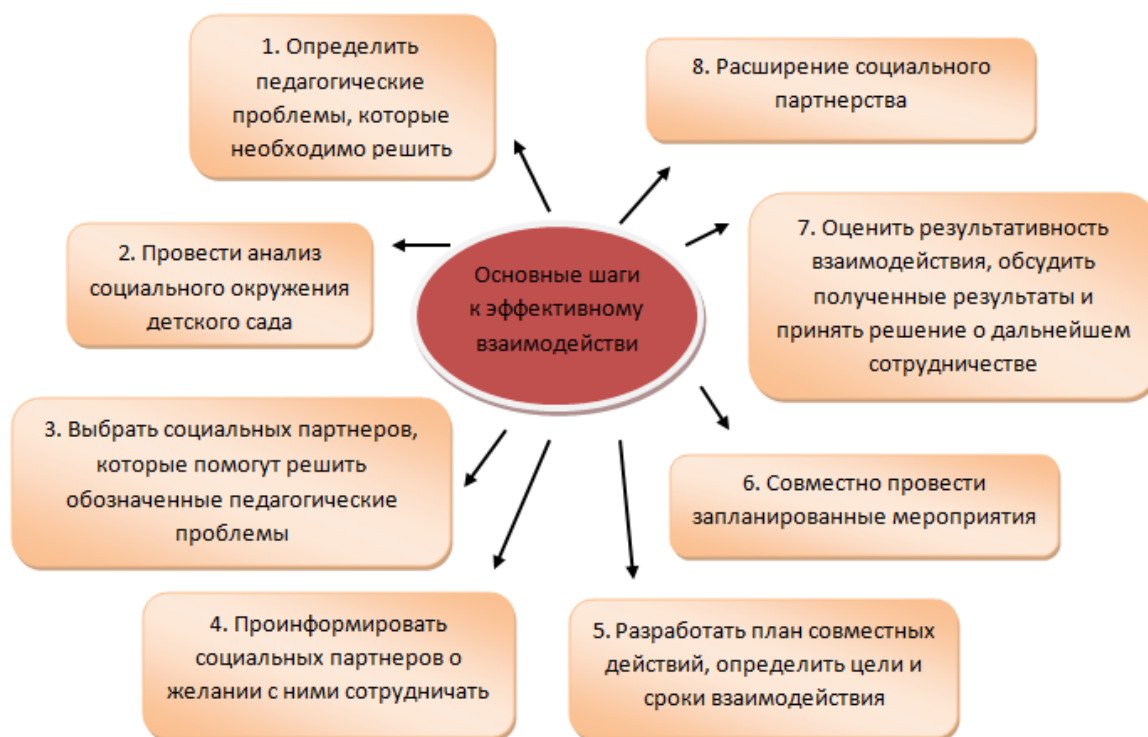 1. Определить
педагогические
проблемы, которые
необходимо решить
8. Расширение социального
партнерства
2. Провести анализ
социального окружения
детского сада
Основные шаги
к эффективному
взаимодействи
7. Оценить результативность
взаимодействия, обсудить
полученные результаты и
принять решение о дальнейшем
сотрудничестве
3. Выбрать социальных партнеров,
которые помогут решить
обозначенные педагогические
проблемы
6. Совместно провести
запланированные мероприятия
4. Проинформировать
социальных партнеров о
желании с ними сотрудничать
5. Разработать план совместных
действий, определить цели и
сроки взаимодействия